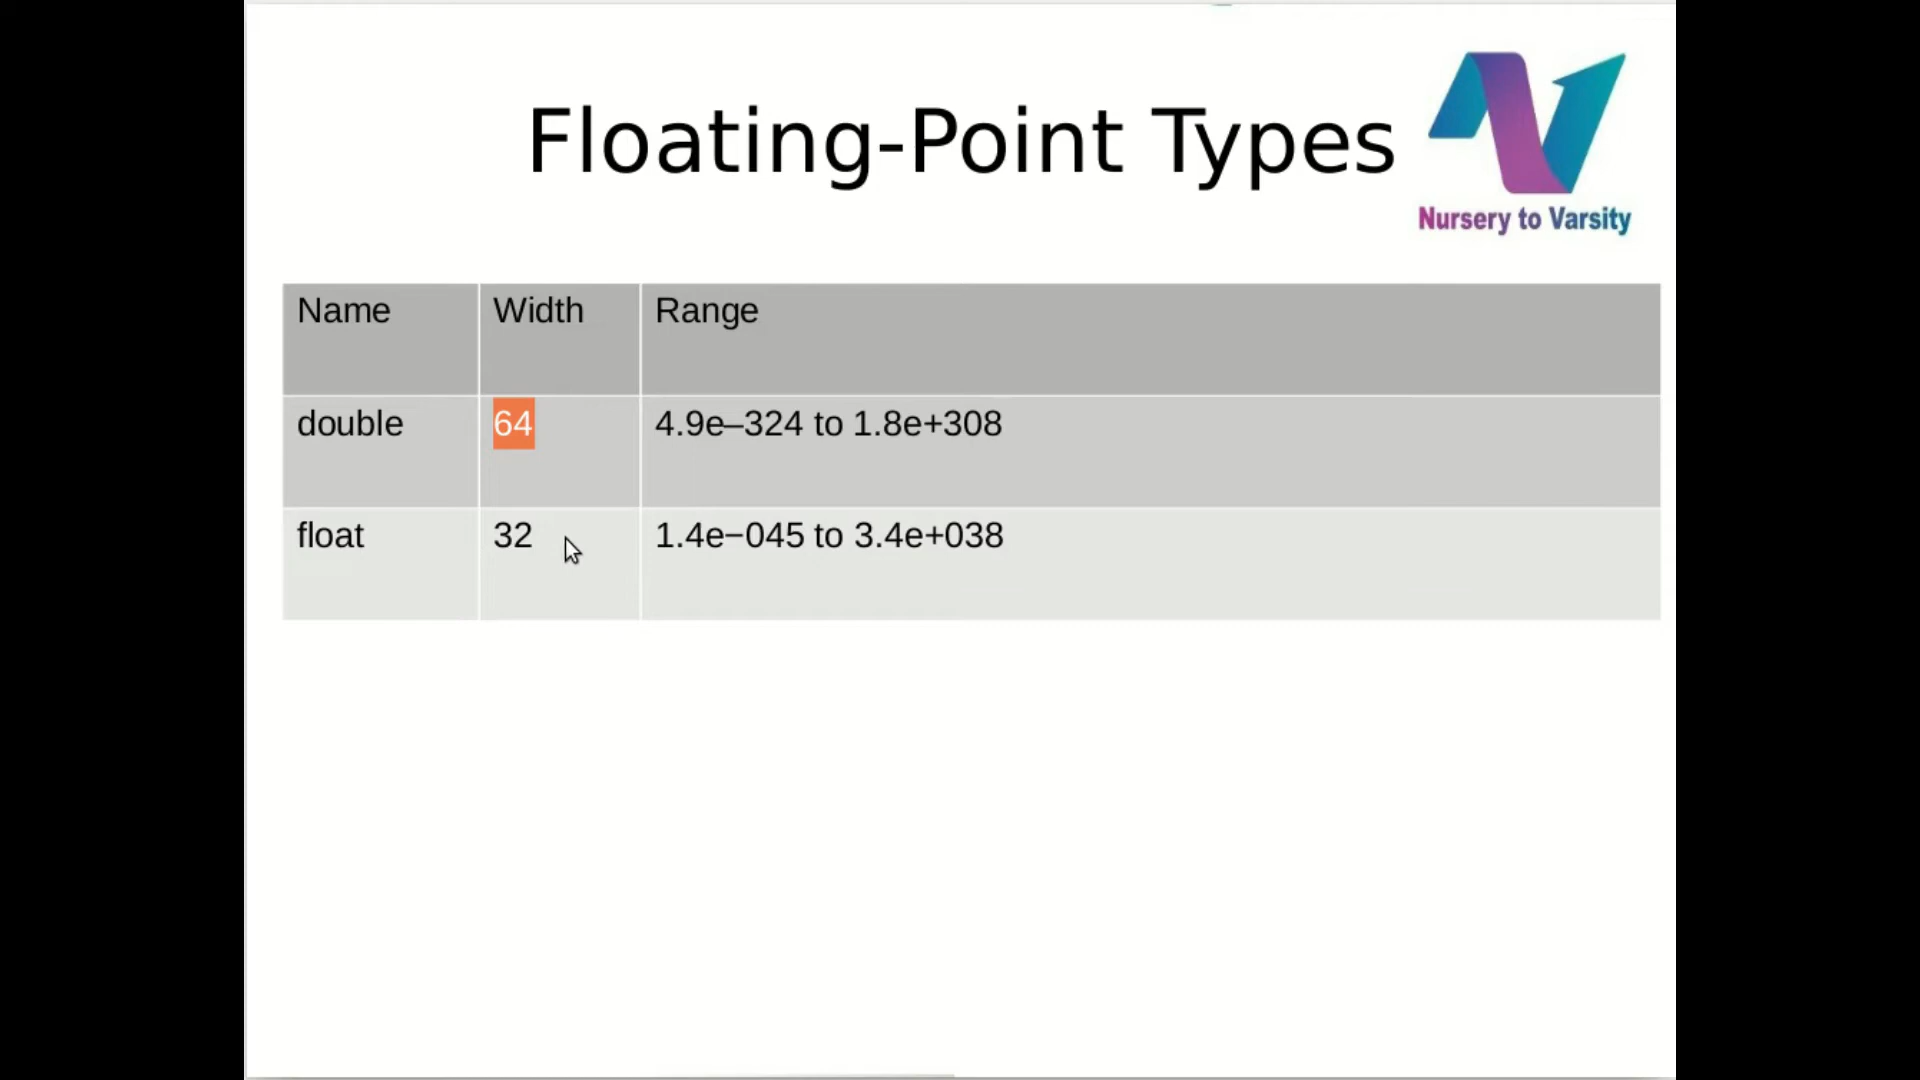 Floating-Point Types
Nursery to Varsity
Name Width Range
double 64 4.9e–324 to 1.8e+308
float 32 1.4e−045 to 3.4e+038